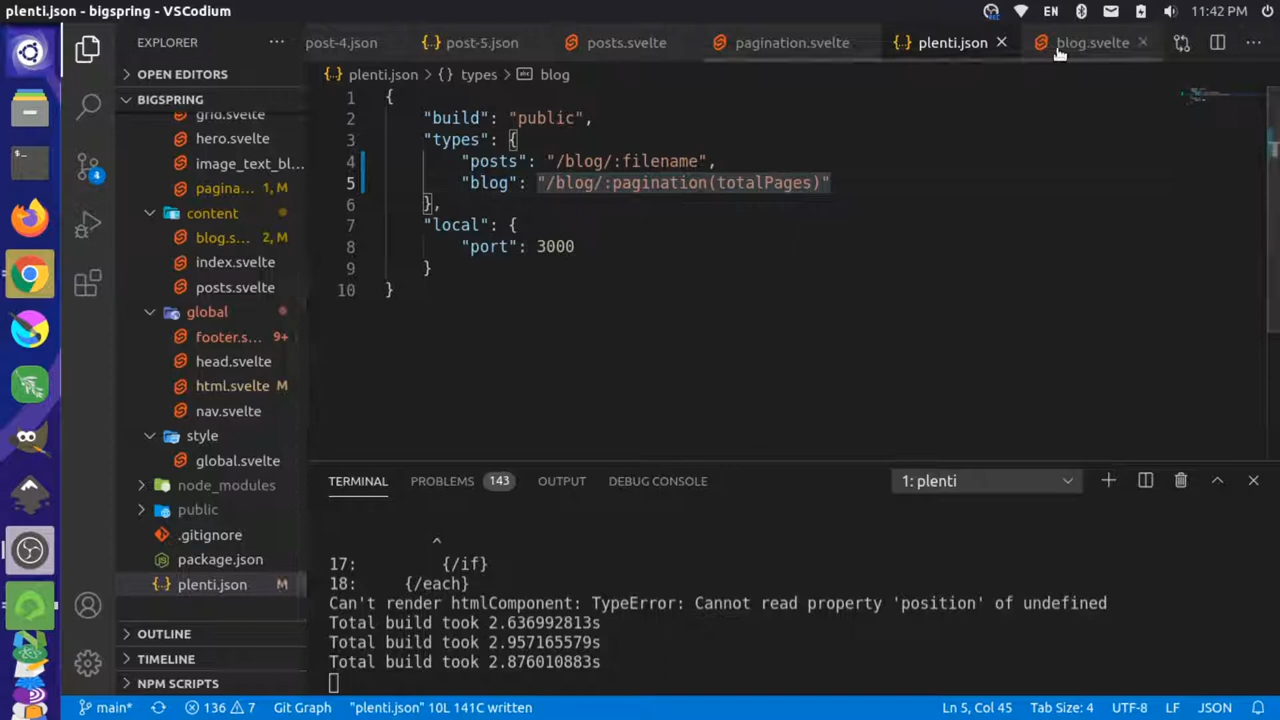 plenti.json - bigspring - VSCodium
EN
11:42 PM
EXPLORER
OPEN EDITORS
BIGSPRING
grid.svelte
hero.svelte
image_text_bl...
pagina... 1, M
content
blog.s... 2, M
index.svelte
posts.svelte
global
footer.s... 9+
head.svelte
html.svelte M
nav.svelte
style
global.svelte
node_modules
public
.gitignore
package.json
plenti.json M
OUTLINE
TIMELINE
NPM SCRIPTS
4
post-4.json
post-5.json
posts.svelte
pagination.svelte
plenti.json
blog.svelte
plenti.json > {} types > blog
1 {
2 "build": "public",
3 "types": {
4 "posts": "/blog/:filename",
5 "blog": "/blog/:pagination(totalPages)"
6 },
7 "local": {
8 "port": 3000
9 }
10 }
TERMINAL PROBLEMS 143 OUTPUT DEBUG CONSOLE 1: plenti
^
17: {/if}
18: {/each}
Can't render htmlComponent: TypeError: Cannot read property 'position' of undefined
Total build took 2.636992813s
Total build took 2.957165579s
Total build took 2.876010883s
main* 136 7 Git Graph "plenti.json" 10L 141C written Ln 5, Col 45 Tab Size: 4 UTF-8 LF JSON